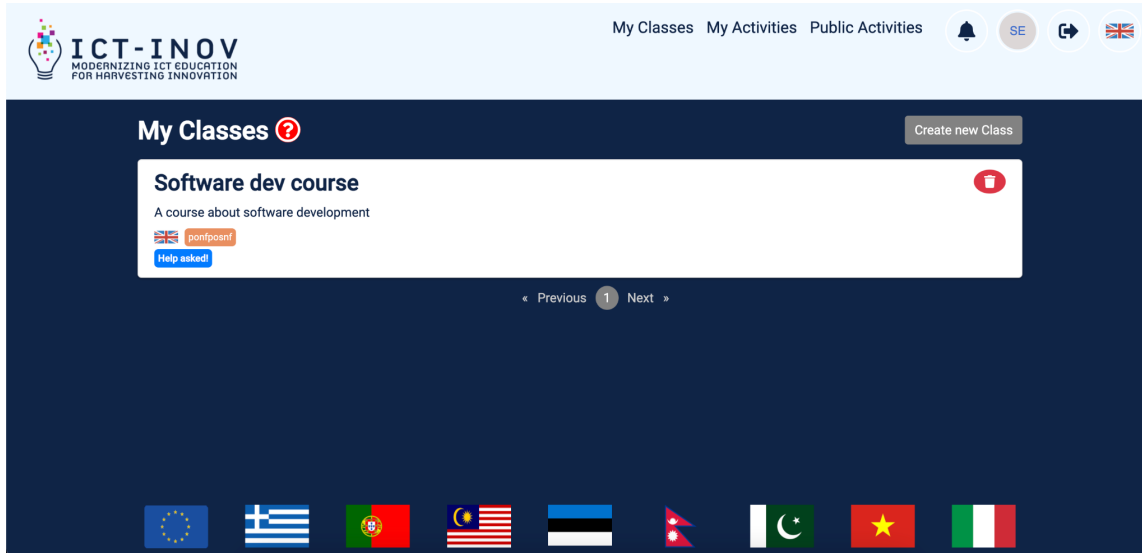 ICT-INOV
MODERNIZING ICT EDUCATION
FOR HARVESTING INNOVATION
My Classes My Activities Public Activities
SE
My Classes ?
Create new Class
Software dev course
A course about software development
ponfposnf
Help asked!
« Previous 1 Next »